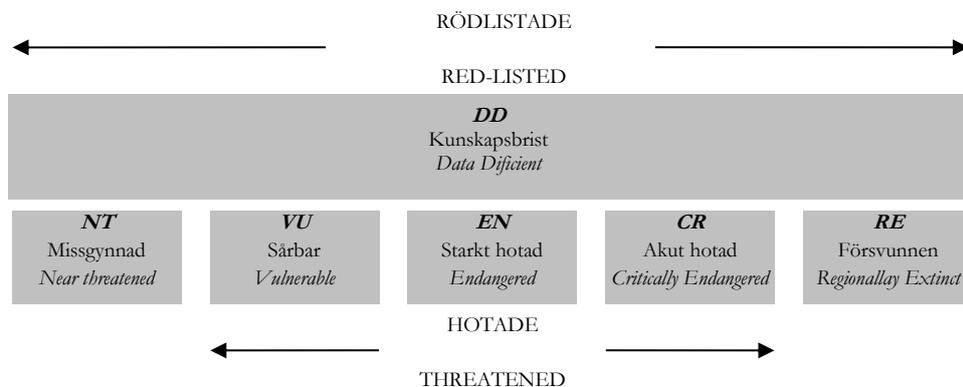 RÖDLISTADE
RED-LISTED
DD
Kunskapsbrist
Data Dificient
NT
Missgynnad
Near threatened
VU
Sårbar
Vulnerable
EN
Starkt hotad
Endangered
CR
Akut hotad
Critically Endangered
RE
Försvunnen
Regionallay Extinct
HOTADE
THREATENED